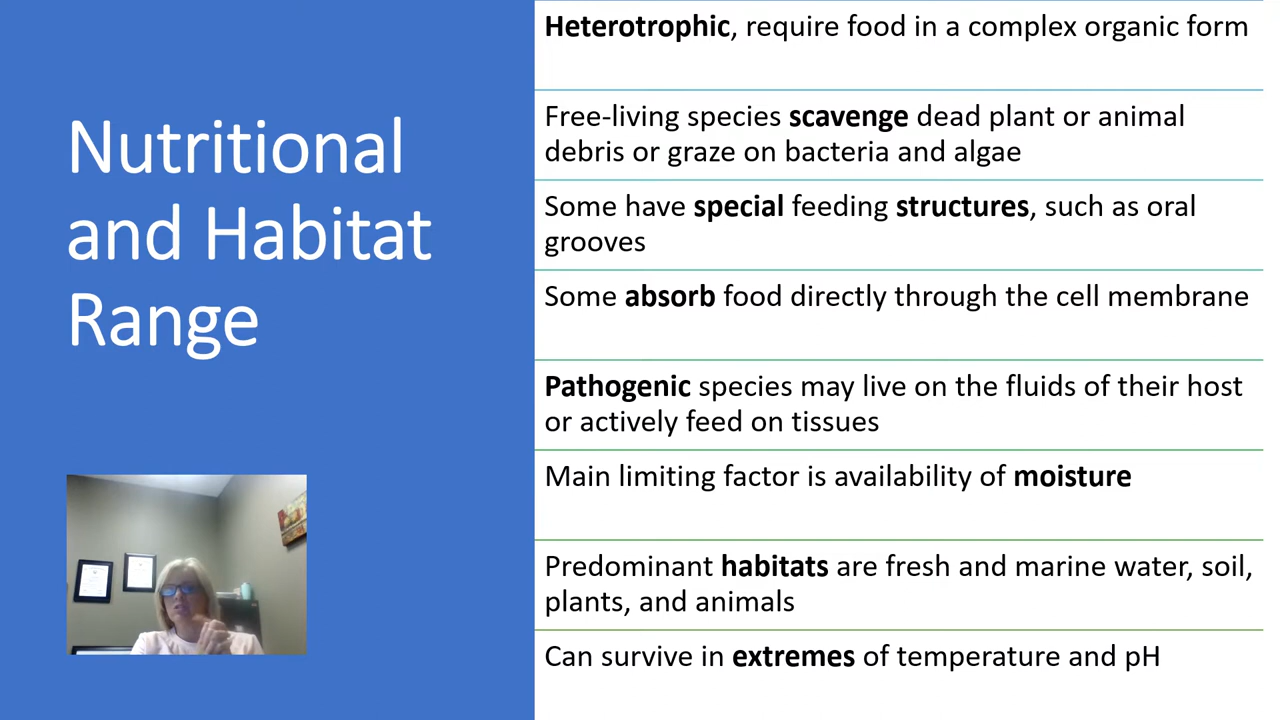 Nutritional
and Habitat
Range
Heterotrophic, require food in a complex organic form
Free-living species scavenge dead plant or animal
debris or graze on bacteria and algae
Some have special feeding structures, such as oral
grooves
Some absorb food directly through the cell membrane
Pathogenic species may live on the fluids of their host
or actively feed on tissues
Main limiting factor is availability of moisture
Predominant habitats are fresh and marine water, soil,
plants, and animals
Can survive in extremes of temperature and pH